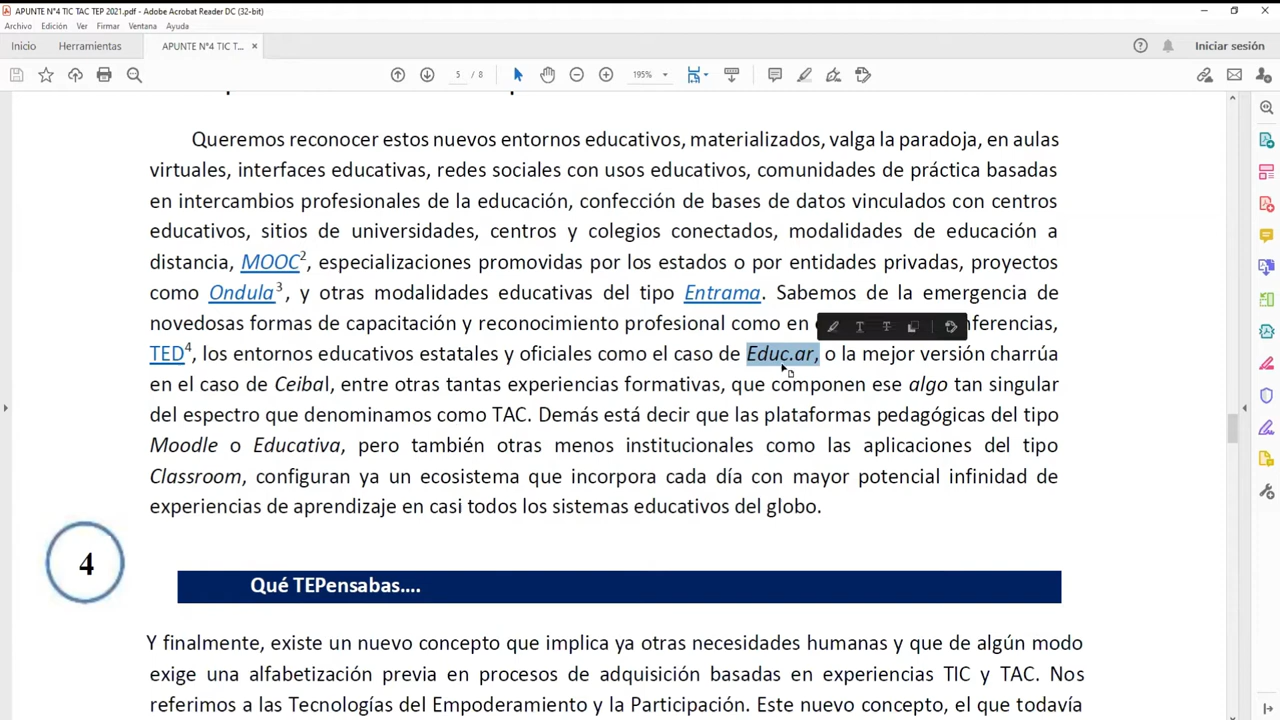 APUNTE N°4 TIC TAC TEP 2021.pdf - Adobe Acrobat Reader DC (32-bit)
Archivo Edición Ver Firmar Ventana Ayuda
Inicio Herramientas APUNTE N°4 TIC T... × Iniciar sesión
5 / 8 195%
Queremos reconocer estos nuevos entornos educativos, materializados, valga la paradoja, en aulas
virtuales, interfaces educativas, redes sociales con usos educativos, comunidades de práctica basadas
en intercambios profesionales de la educación, confección de bases de datos vinculados con centros
educativos, sitios de universidades, centros y colegios conectados, modalidades de educación a
distancia, MOOC², especializaciones promovidas por los estados o por entidades privadas, proyectos
como Ondula³, y otras modalidades educativas del tipo Entrama. Sabemos de la emergencia de
novedosas formas de capacitación y reconocimiento profesional como en nferencias,
TED⁴, los entornos educativos estatales y oficiales como el caso de Educ.ar, o la mejor versión charrúa
en el caso de Ceibal, entre otras tantas experiencias formativas, que componen ese algo tan singular
del espectro que denominamos como TAC. Demás está decir que las plataformas pedagógicas del tipo
Moodle o Educativa, pero también otras menos institucionales como las aplicaciones del tipo
Classroom, configuran ya un ecosistema que incorpora cada día con mayor potencial infinidad de
experiencias de aprendizaje en casi todos los sistemas educativos del globo.
4
Qué TEPensabas....
Y finalmente, existe un nuevo concepto que implica ya otras necesidades humanas y que de algún modo
exige una alfabetización previa en procesos de adquisición basadas en experiencias TIC y TAC. Nos
referimos a las Tecnologías del Empoderamiento y la Participación. Este nuevo concepto, el que todavía